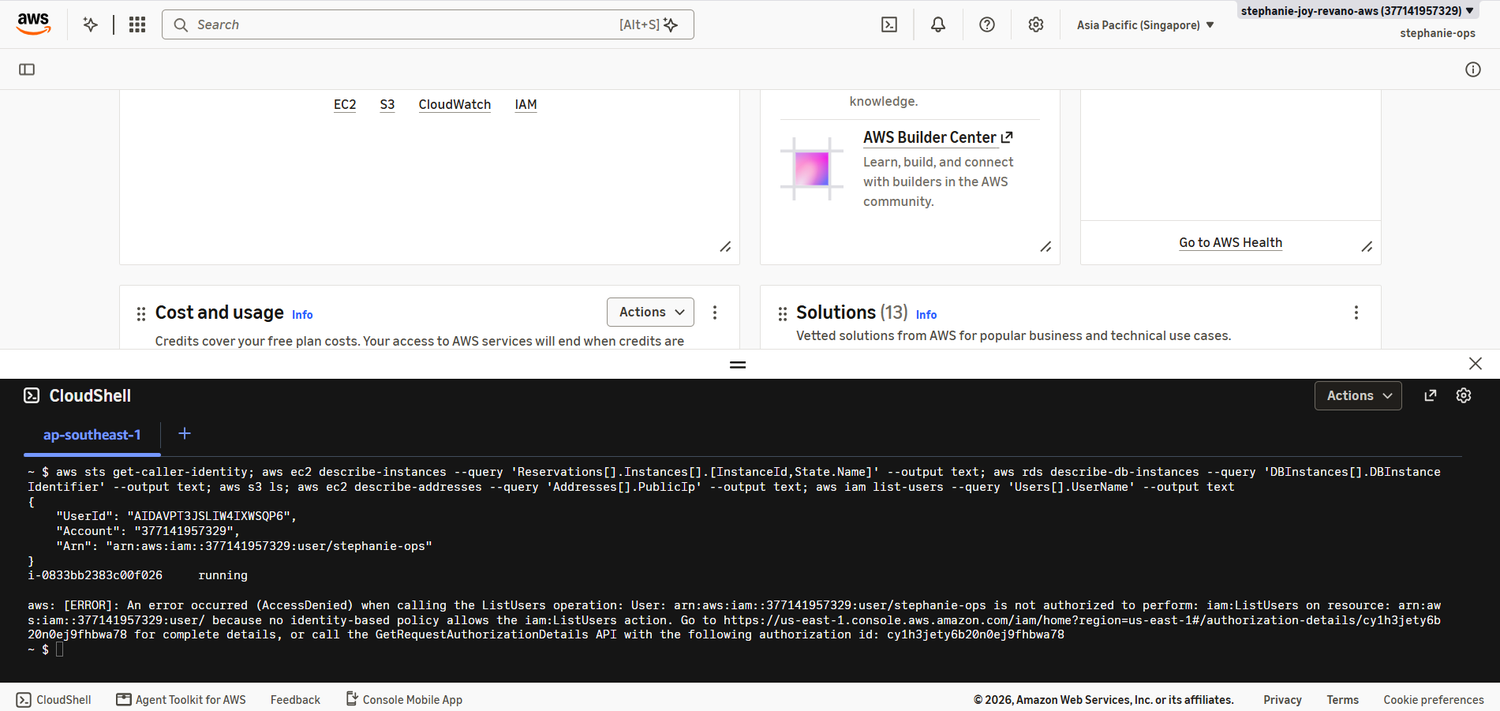 aws
Search
[Alt+S]
Asia Pacific (Singapore)
stephanie-joy-revano-aws (377141957329)
stephanie-ops
EC2 S3 CloudWatch IAM
knowledge.
AWS Builder Center
Learn, build, and connect
with builders in the AWS
community.
Go to AWS Health
Cost and usage Info
Actions
Credits cover your free plan costs. Your access to AWS services will end when credits are
Solutions (13) Info
Vetted solutions from AWS for popular business and technical use cases.
CloudShell
Actions
ap-southeast-1
~ $ aws sts get-caller-identity; aws ec2 describe-instances --query 'Reservations[].Instances[].[InstanceId,State.Name]' --output text; aws rds describe-db-instances --query 'DBInstances[].DBInstance
Identifier' --output text; aws s3 ls; aws ec2 describe-addresses --query 'Addresses[].PublicIp' --output text; aws iam list-users --query 'Users[].UserName' --output text
{
"UserId": "AIDAVPT3JSLIW4IXWSQP6",
"Account": "377141957329",
"Arn": "arn:aws:iam::377141957329:user/stephanie-ops"
}
i-0833bb2383c00f026 running
aws: [ERROR]: An error occurred (AccessDenied) when calling the ListUsers operation: User: arn:aws:iam::377141957329:user/stephanie-ops is not authorized to perform: iam:ListUsers on resource: arn:aw
s:iam::377141957329:user/ because no identity-based policy allows the iam:ListUsers action. Go to https://us-east-1.console.aws.amazon.com/iam/home?region=us-east-1#/authorization-details/cy1h3jety6b
20n0ej9fhbwa78 for complete details, or call the GetRequestAuthorizationDetails API with the following authorization id: cy1h3jety6b20n0ej9fhbwa78
~ $
CloudShell
Agent Toolkit for AWS
Feedback
Console Mobile App
© 2026, Amazon Web Services, Inc. or its affiliates.
Privacy
Terms
Cookie preferences